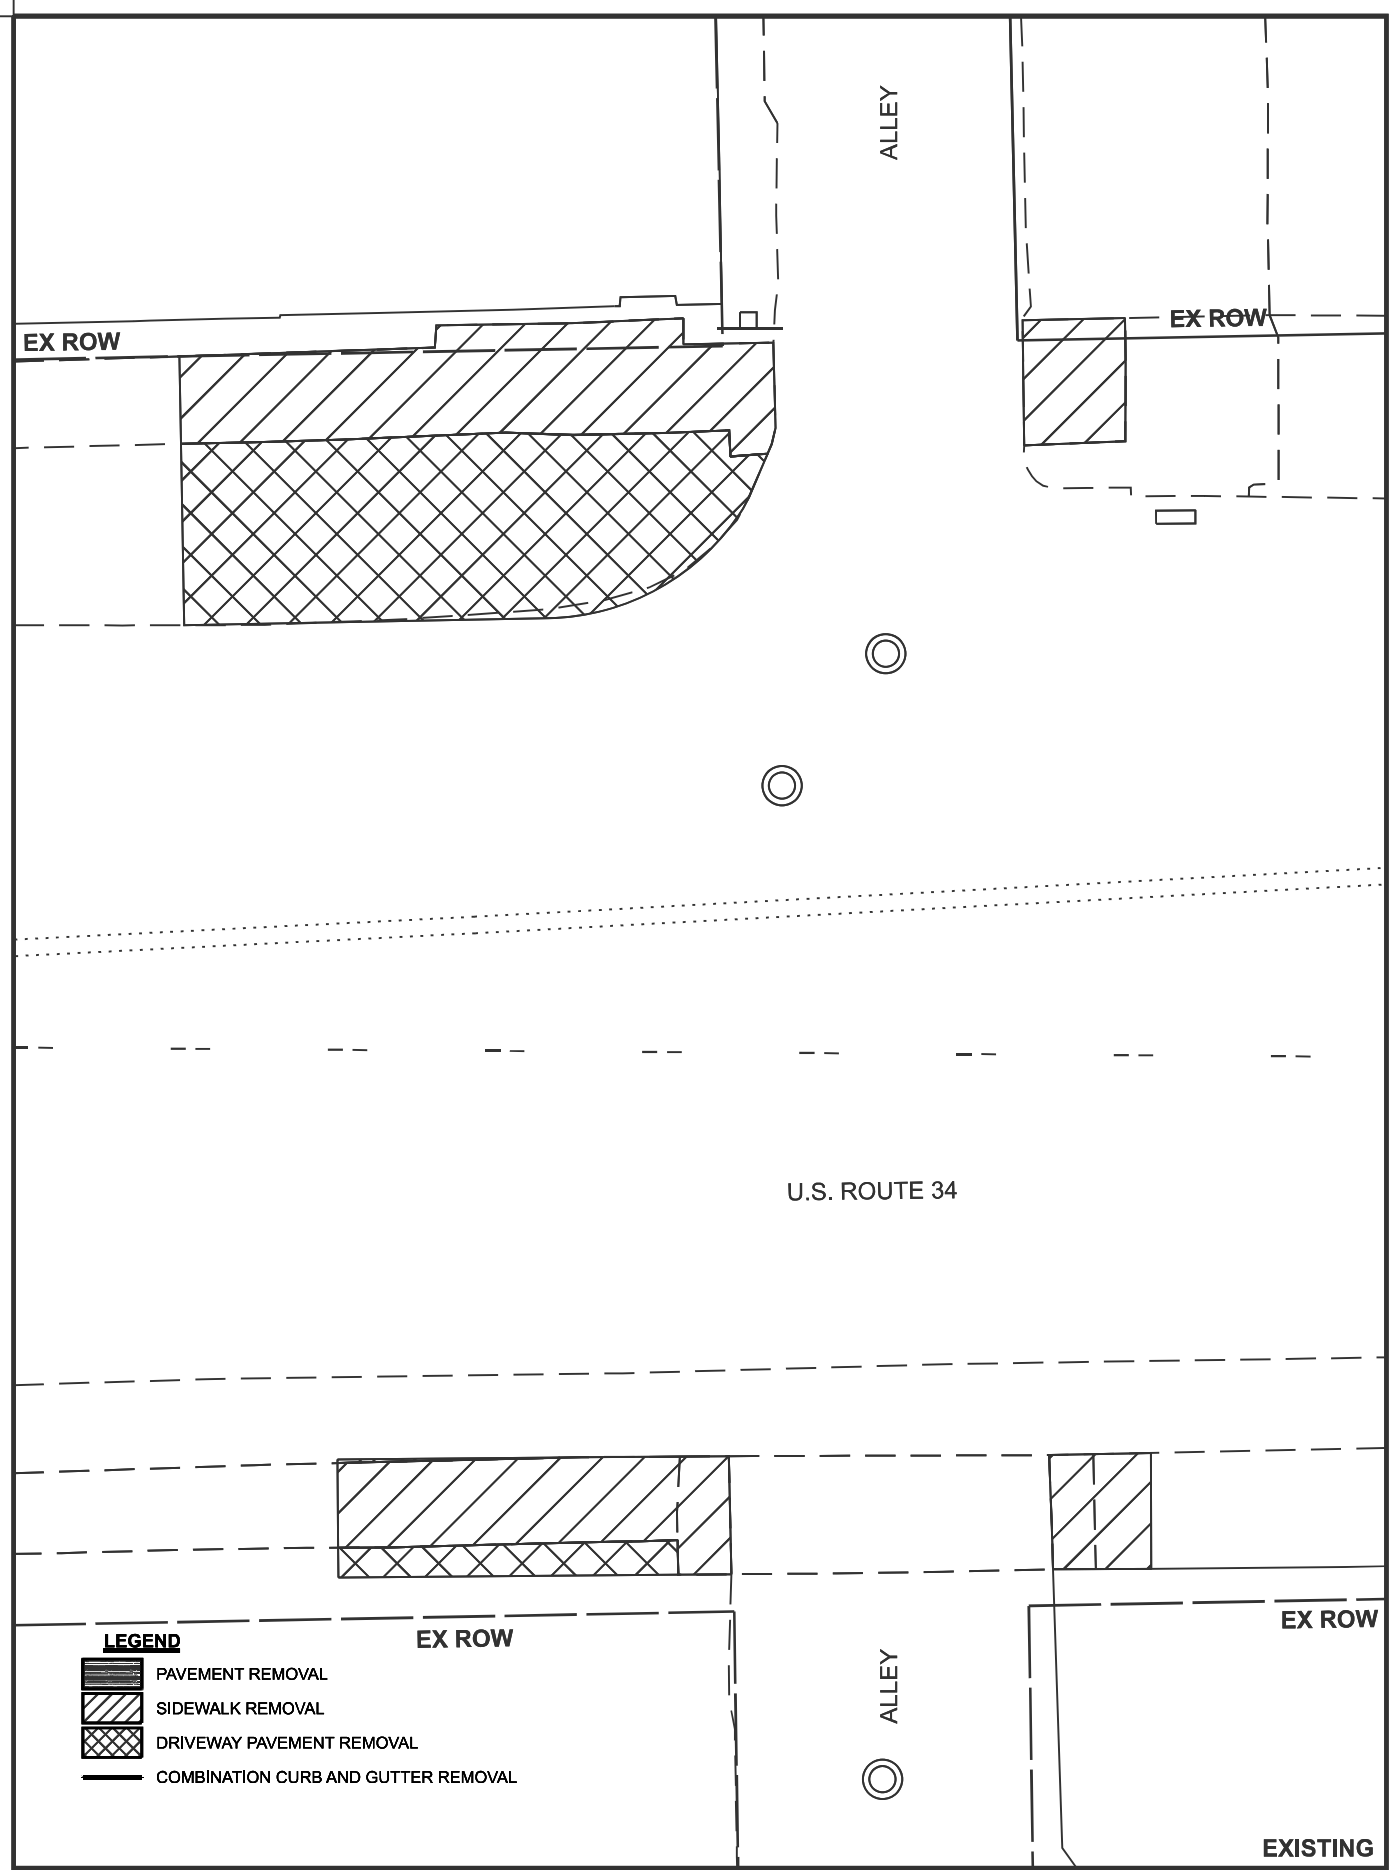 ALLEY
EX ROW
EX ROW
U.S. ROUTE 34
EX ROW
EX ROW
LEGEND
PAVEMENT REMOVAL
SIDEWALK REMOVAL
DRIVEWAY PAVEMENT REMOVAL
COMBINATION CURB AND GUTTER REMOVAL
ALLEY
EXISTING